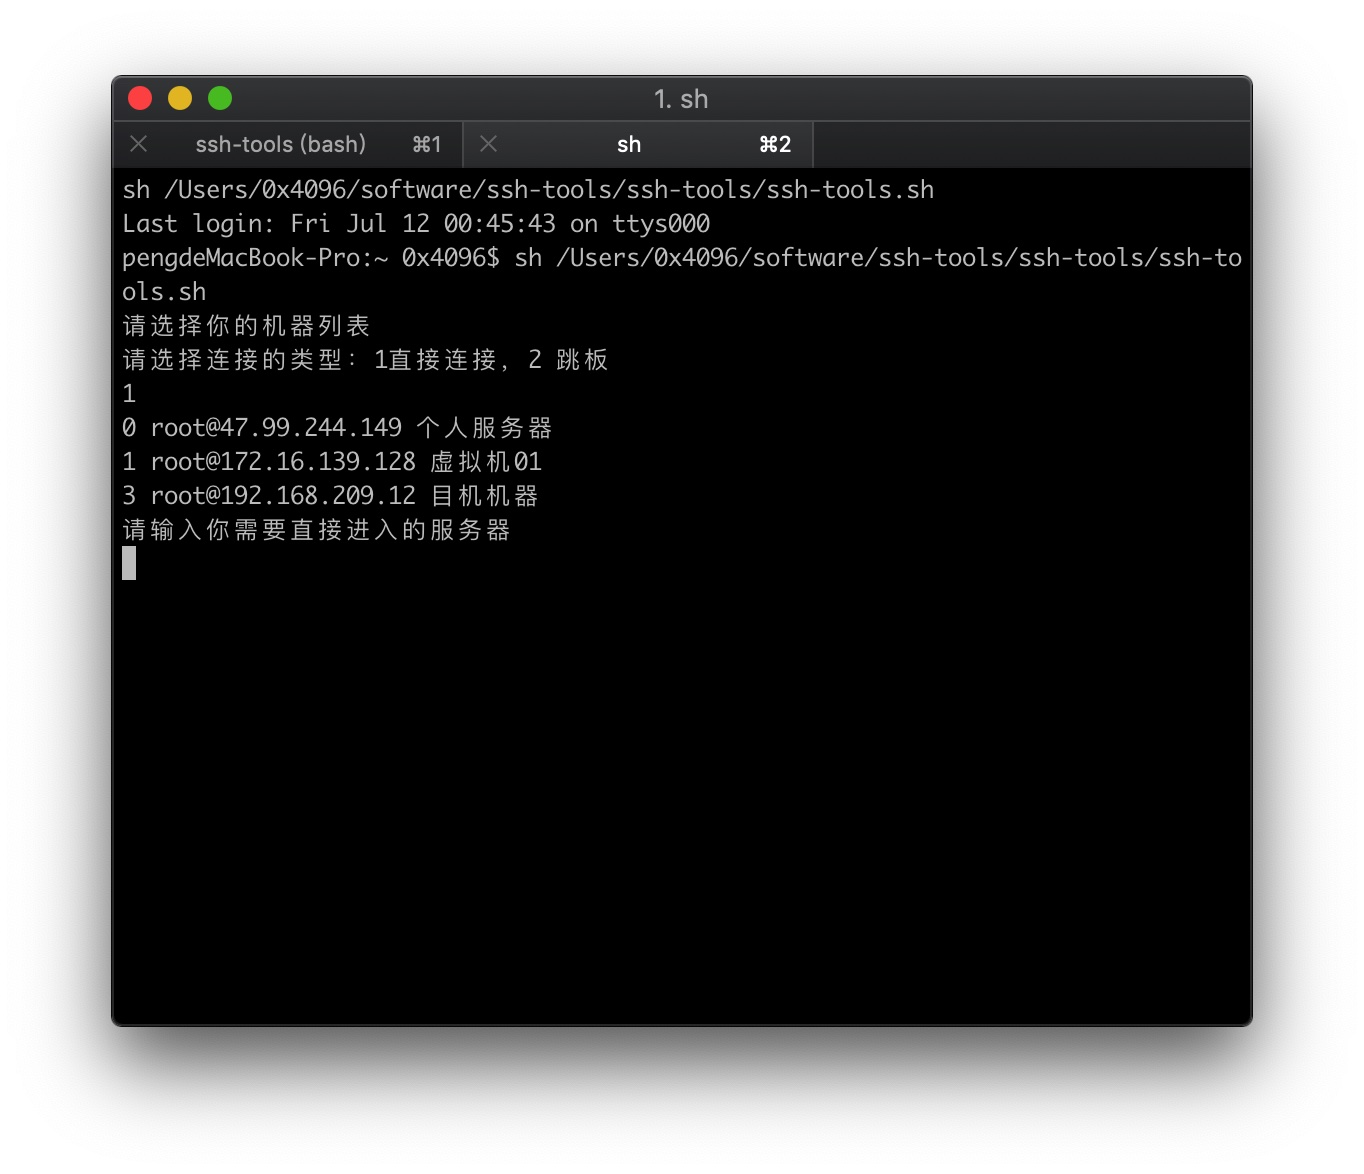 1. sh
ssh-tools (bash) ⌘1 sh ⌘2
sh /Users/0x4096/software/ssh-tools/ssh-tools/ssh-tools.sh
Last login: Fri Jul 12 00:45:43 on ttys000
pengdeMacBook-Pro:~ 0x4096$ sh /Users/0x4096/software/ssh-tools/ssh-tools/ssh-to
ols.sh
请选择你的机器列表
请选择连接的类型：1直接连接，2 跳板
1
0 root@47.99.244.149 个人服务器
1 root@172.16.139.128 虚拟机01
3 root@192.168.209.12 目机机器
请输入你需要直接进入的服务器